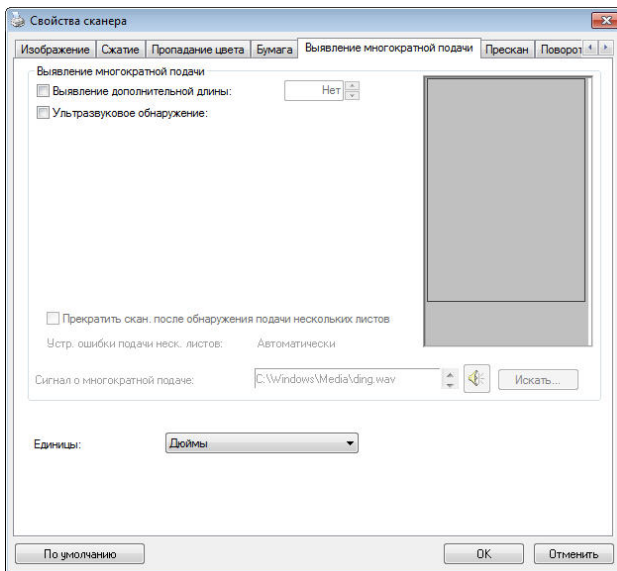 Свойства сканера
Изображение Сжатие Пропадание цвета Бумага Выявление многократной подачи Прескан Поворот
Выявление многократной подачи
Выявление дополнительной длины: Нет
Ультразвуковое обнаружение:
Прекратить скан. после обнаружения подачи нескольких листов
Устр. ошибки подачи неск. листов: Автоматически
Сигнал о многократной подаче: C:\Windows\Media\ding.wav Искать...
Единицы: Дюймы
По умолчанию OK Отменить